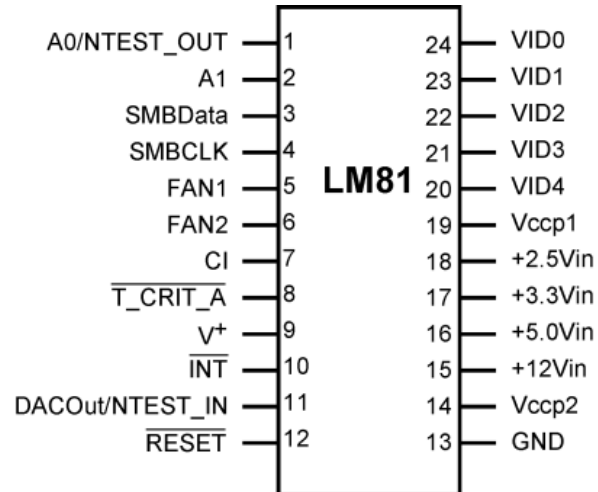 A0/NTEST_OUT 1 24 VID0
A1 2 23 VID1
SMBData 3 22 VID2
SMBCLK 4 21 VID3
FAN1 5 LM81 20 VID4
FAN2 6 19 Vccp1
CI 7 18 +2.5Vin
T_CRIT_A 8 17 +3.3Vin
V+ 9 16 +5.0Vin
INT 10 15 +12Vin
DACOut/NTEST_IN 11 14 Vccp2
RESET 12 13 GND